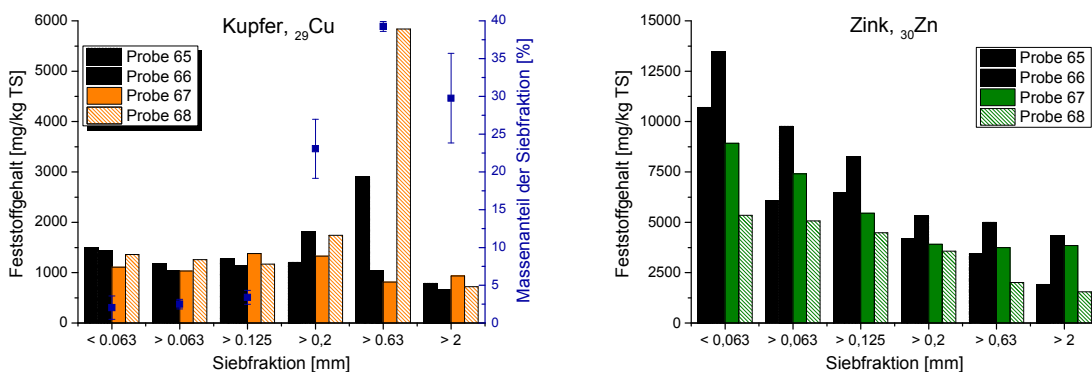 Kupfer, 29Cu
Probe 65
Probe 66
Probe 67
Probe 68
Feststoffgehalt [mg/kg TS]
6000
5000
4000
3000
2000
1000
0
Massenanteil der Siebfraktion [%]
40
35
30
25
20
15
10
5
0
< 0.063
> 0.063
> 0.125
> 0,2
> 0,63
> 2
Siebfraktion [mm]
Zink, 30Zn
Probe 65
Probe 66
Probe 67
Probe 68
Feststoffgehalt [mg/kg TS]
15000
12500
10000
7500
5000
2500
0
< 0,063
> 0,063
> 0,125
> 0,2
> 0,63
> 2
Siebfraktion [mm]